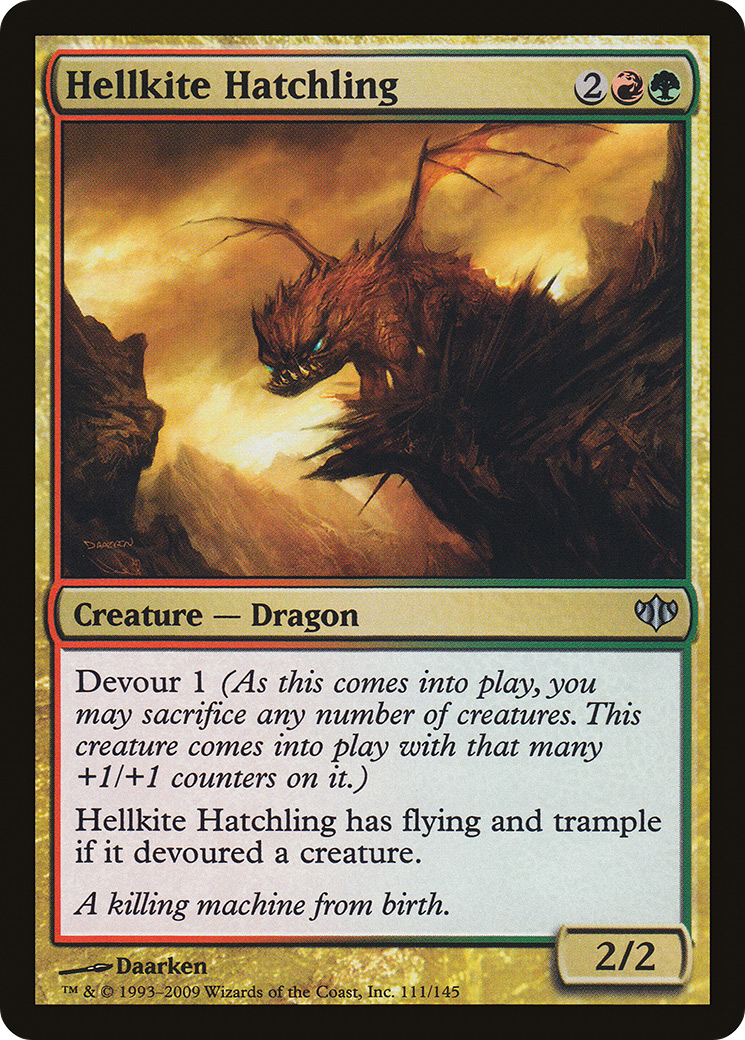 Hellkite Hatchling 2
DAARKEN
Creature — Dragon
Devour 1 (As this comes into play, you
may sacrifice any number of creatures. This
creature comes into play with that many
+1/+1 counters on it.)
Hellkite Hatchling has flying and trample
if it devoured a creature.
A killing machine from birth.
2/2
Daarken
™ & © 1993–2009 Wizards of the Coast, Inc. 111/145